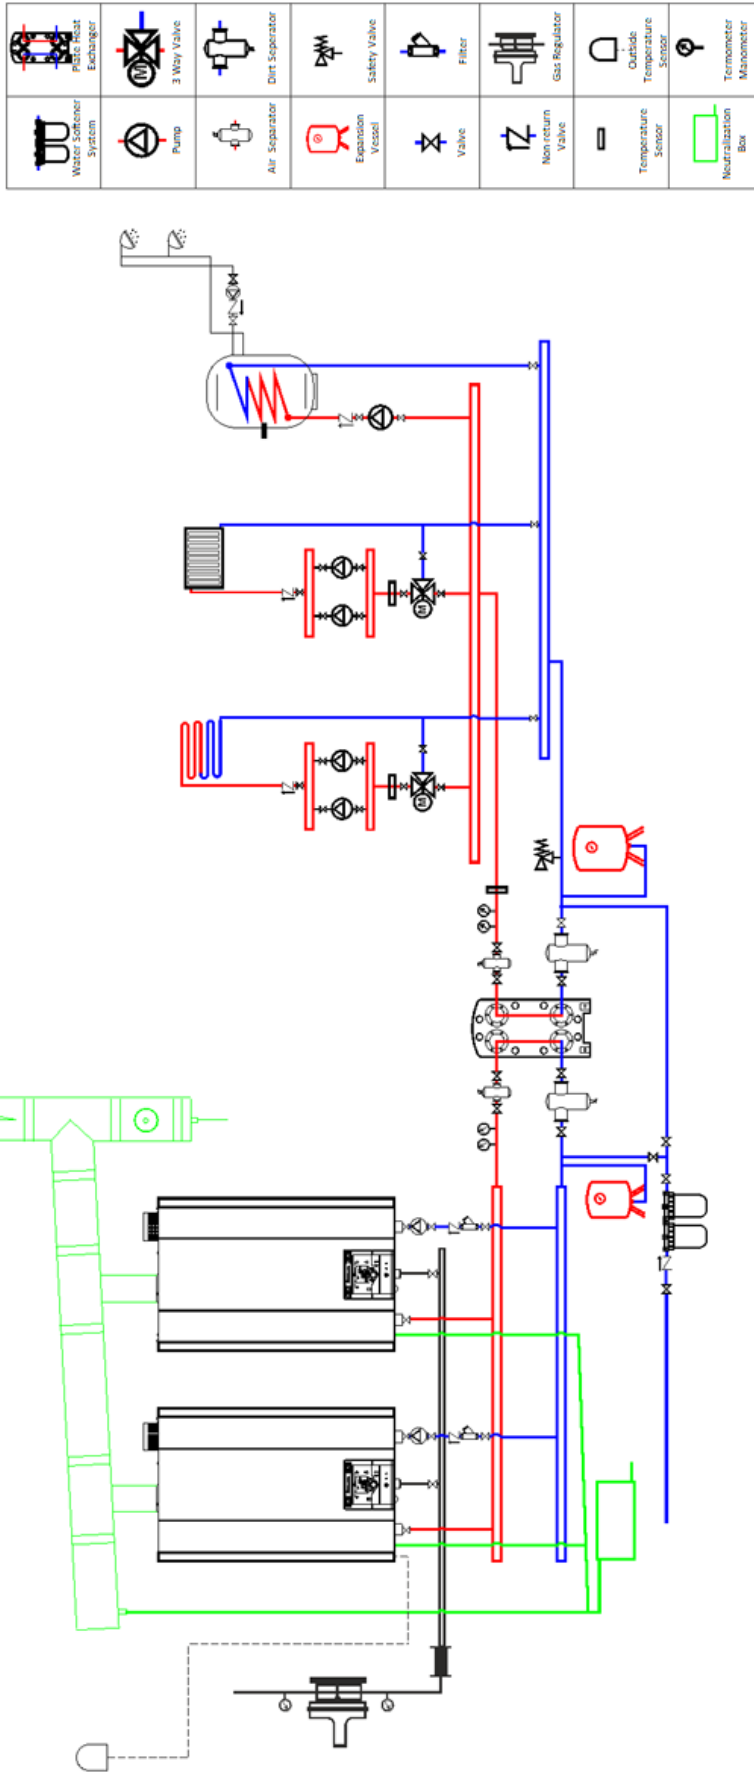 Plate Heat
Exchanger
3 Way Valve
Dirt Seperator
Safety Valve
Filter
Gas Regulator
Outside
Temperature
Sensor
Termometer
Manometer
Water Softener
System
Pump
Air Separator
Expansion
Vessel
Valve
Non-return
Valve
Temperature
Sensor
Neutralization
Box
M
M
M